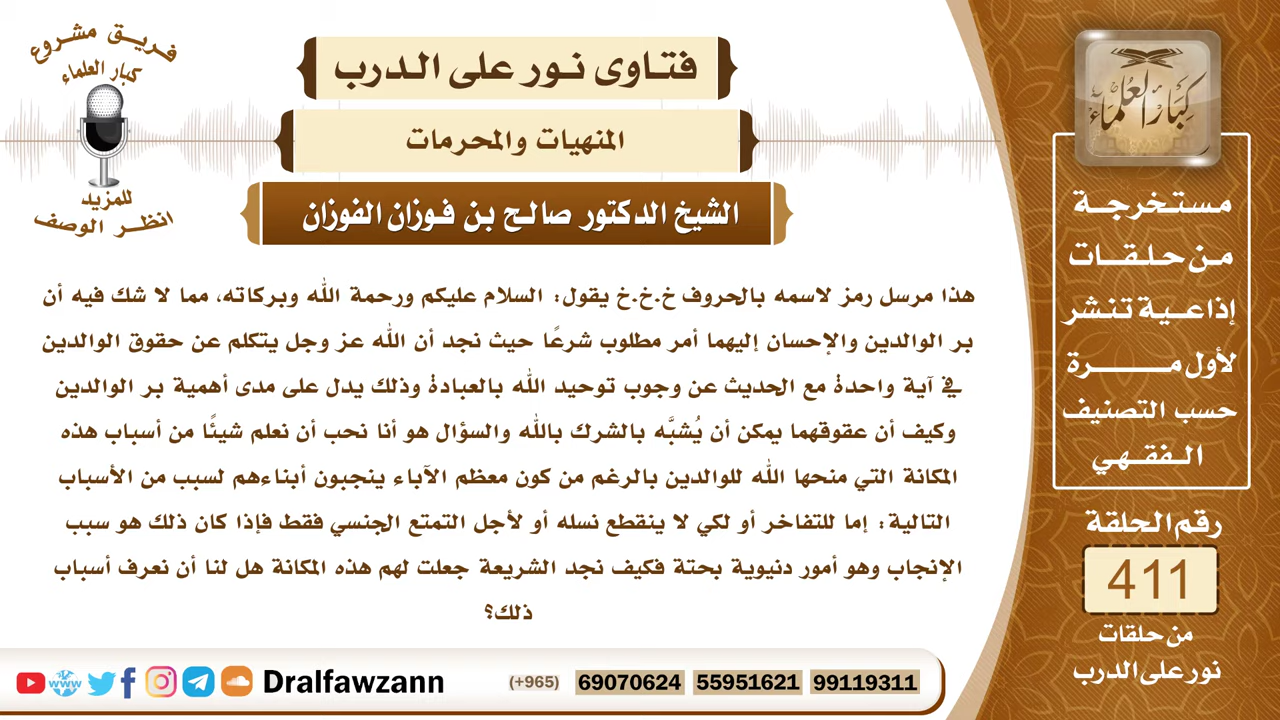 فريق مشروع
كبار العلماء
للمزيد
انظر الوصف
فتاوى نور على الدرب
المنهيات والمحرمات
الشيخ الدكتور صالح بن فوزان الفوزان
هذا مرسل رمز لاسمه بالحروف خ.خ.خ يقول: السلام عليكم ورحمة الله وبركاته، مما لا شك فيه أن
بر الوالدين والإحسان إليهما أمر مطلوب شرعًا حيث نجد أن الله عز وجل يتكلم عن حقوق الوالدين
في آية واحدة مع الحديث عن وجوب توحيد الله بالعبادة وذلك يدل على مدى أهمية بر الوالدين
وكيف أن عقوقهما يمكن أن يُشبَّه بالشرك بالله والسؤال هو أنا نحب أن نعلم شيئًا من أسباب هذه
المكانة التي منحها الله للوالدين بالرغم من كون معظم الآباء ينجبون أبناءهم لسبب من الأسباب
التالية: إما للتفاخر أو لكي لا ينقطع نسله أو لأجل التمتع الجنسي فقط فإذا كان ذلك هو سبب
الإنجاب وهو أمور دنيوية بحتة فكيف نجد الشريعة جعلت لهم هذه المكانة هل لنا أن نعرف أسباب
ذلك؟
كبار العلماء
مستخرجة
من حلقات
إذاعية تنشر
لأول مرة
حسب التصنيف
الفقهي
رقم الحلقة
411
من حلقات
نور على الدرب
www
Dralfawzann
(+965) 69070624 55951621 99119311